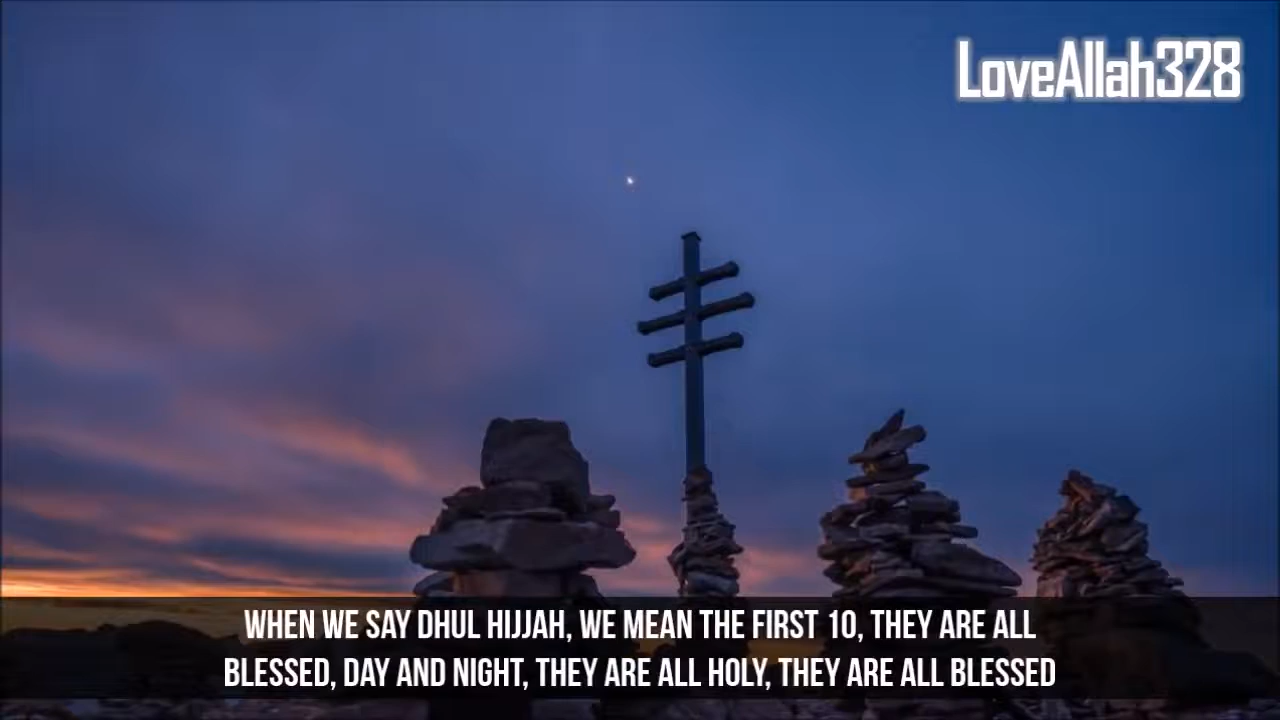 LoveAllah328
WHEN WE SAY DHUL HIJJAH, WE MEAN THE FIRST 10, THEY ARE ALL
BLESSED, DAY AND NIGHT, THEY ARE ALL HOLY, THEY ARE ALL BLESSED